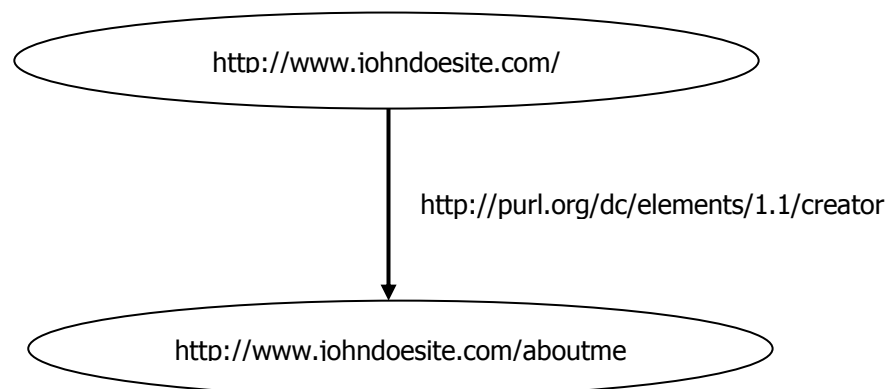 http://www.johndoesite.com/
http://purl.org/dc/elements/1.1/creator
http://www.johndoesite.com/aboutme